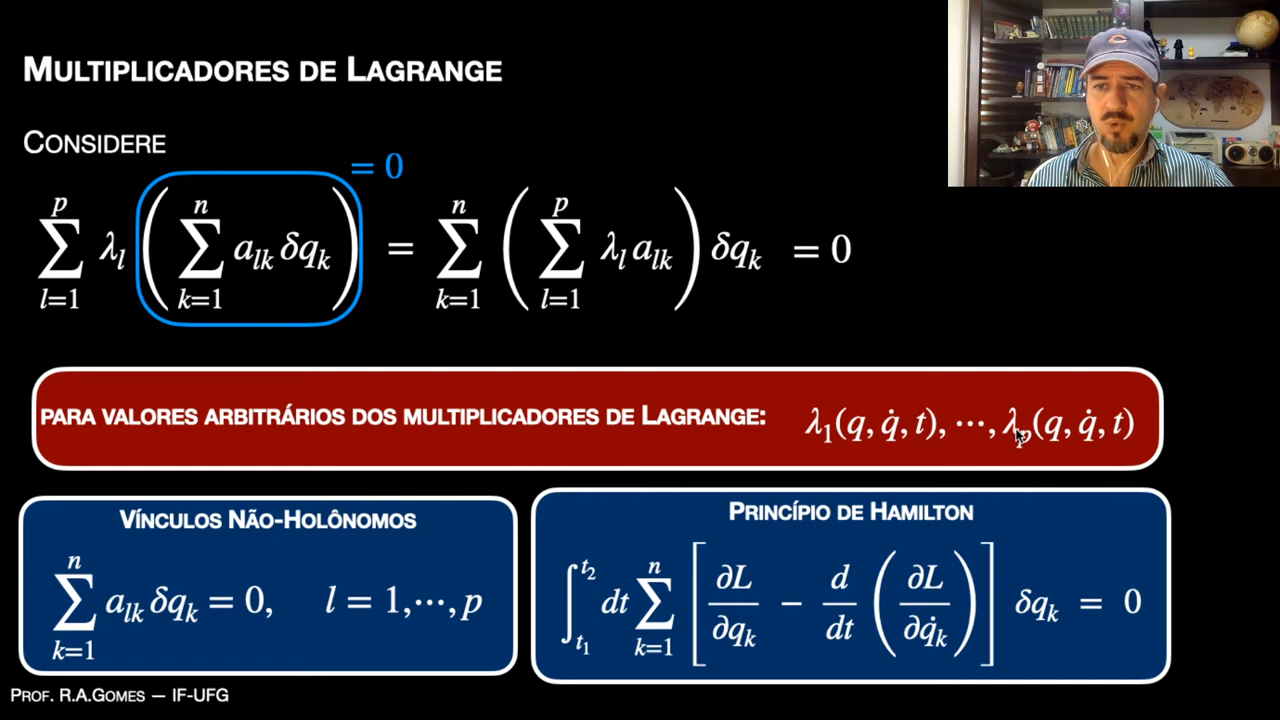 MULTIPLICADORES DE LAGRANGE
CONSIDERE
= 0
∑_{l=1}^{p} λ_l ( ∑_{k=1}^{n} a_{lk} δq_k ) = ∑_{k=1}^{n} ( ∑_{l=1}^{p} λ_l a_{lk} ) δq_k = 0
PARA VALORES ARBITRÁRIOS DOS MULTIPLICADORES DE LAGRANGE: λ_1(q, q̇, t), ⋯, λ_p(q, q̇, t)
VÍNCULOS NÃO-HOLÔNOMOS
∑_{k=1}^{n} a_{lk} δq_k = 0, l = 1,⋯, p
PRINCÍPIO DE HAMILTON
∫_{t_1}^{t_2} dt ∑_{k=1}^{n} [ ∂L/∂q_k − d/dt ( ∂L/∂q̇_k ) ] δq_k = 0
PROF. R.A.GOMES — IF-UFG